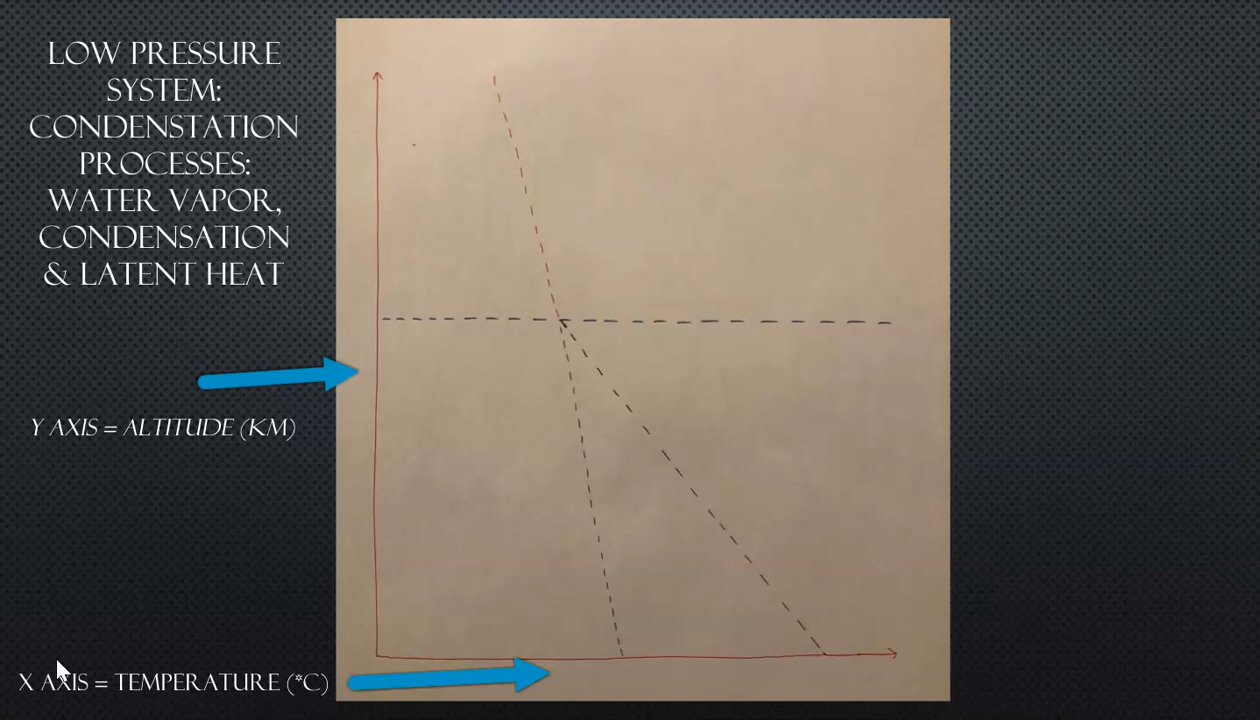 LOW PRESSURE
SYSTEM:
CONDENSTATION
PROCESSES:
WATER VAPOR,
CONDENSATION
& LATENT HEAT
Y AXIS = ALTITUDE (KM)
X AXIS = TEMPERATURE (*C)